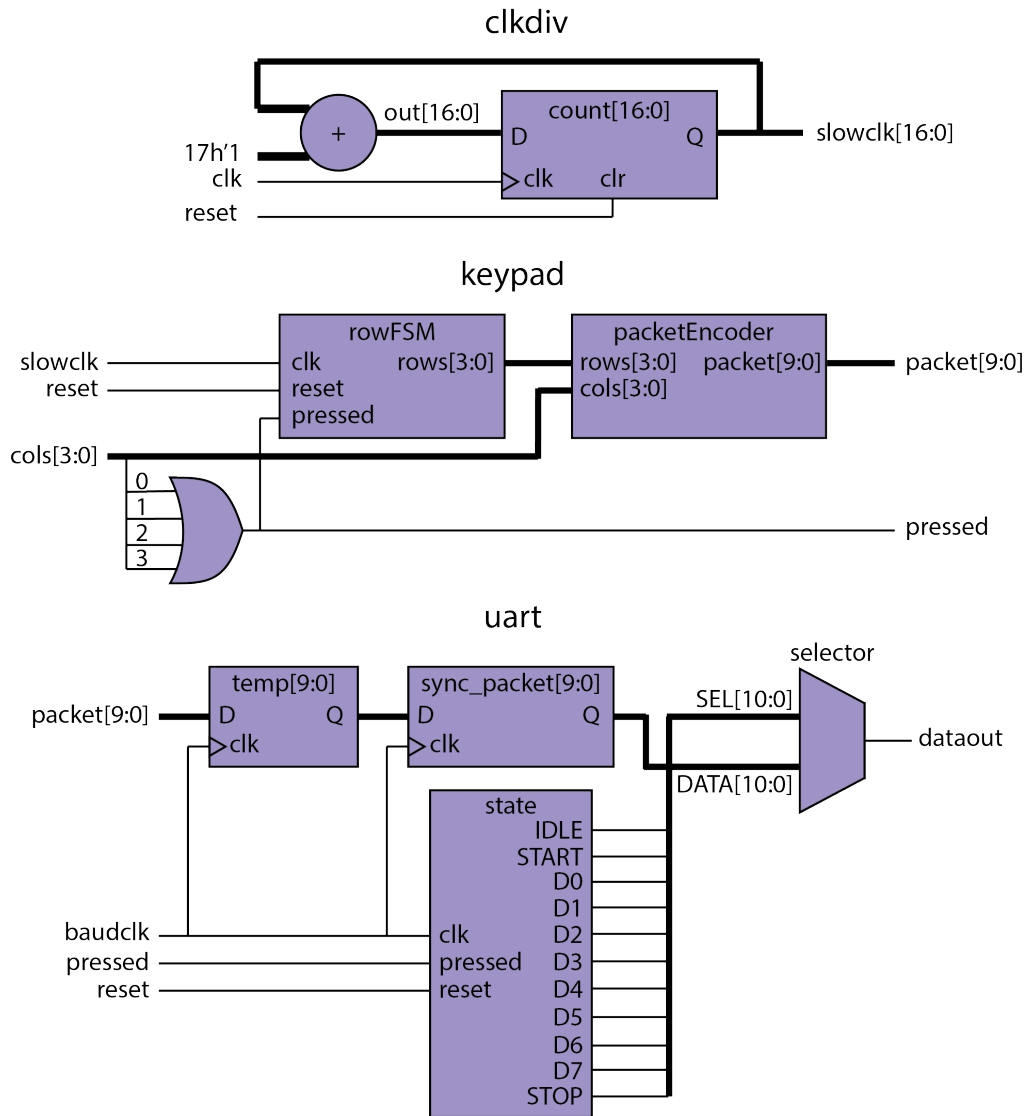 clkdiv
+
out[16:0]
count[16:0]
D
Q
slowclk[16:0]
17h'1
clk
clk
clr
reset
keypad
rowFSM
packetEncoder
slowclk
clk
rows[3:0]
rows[3:0]
packet[9:0]
packet[9:0]
reset
reset
cols[3:0]
pressed
cols[3:0]
0
1
2
3
pressed
uart
selector
temp[9:0]
sync_packet[9:0]
SEL[10:0]
packet[9:0]
D
Q
D
Q
clk
clk
dataout
DATA[10:0]
state
IDLE
START
D0
D1
baudclk
clk
D2
pressed
pressed
D3
reset
reset
D4
D5
D6
D7
STOP